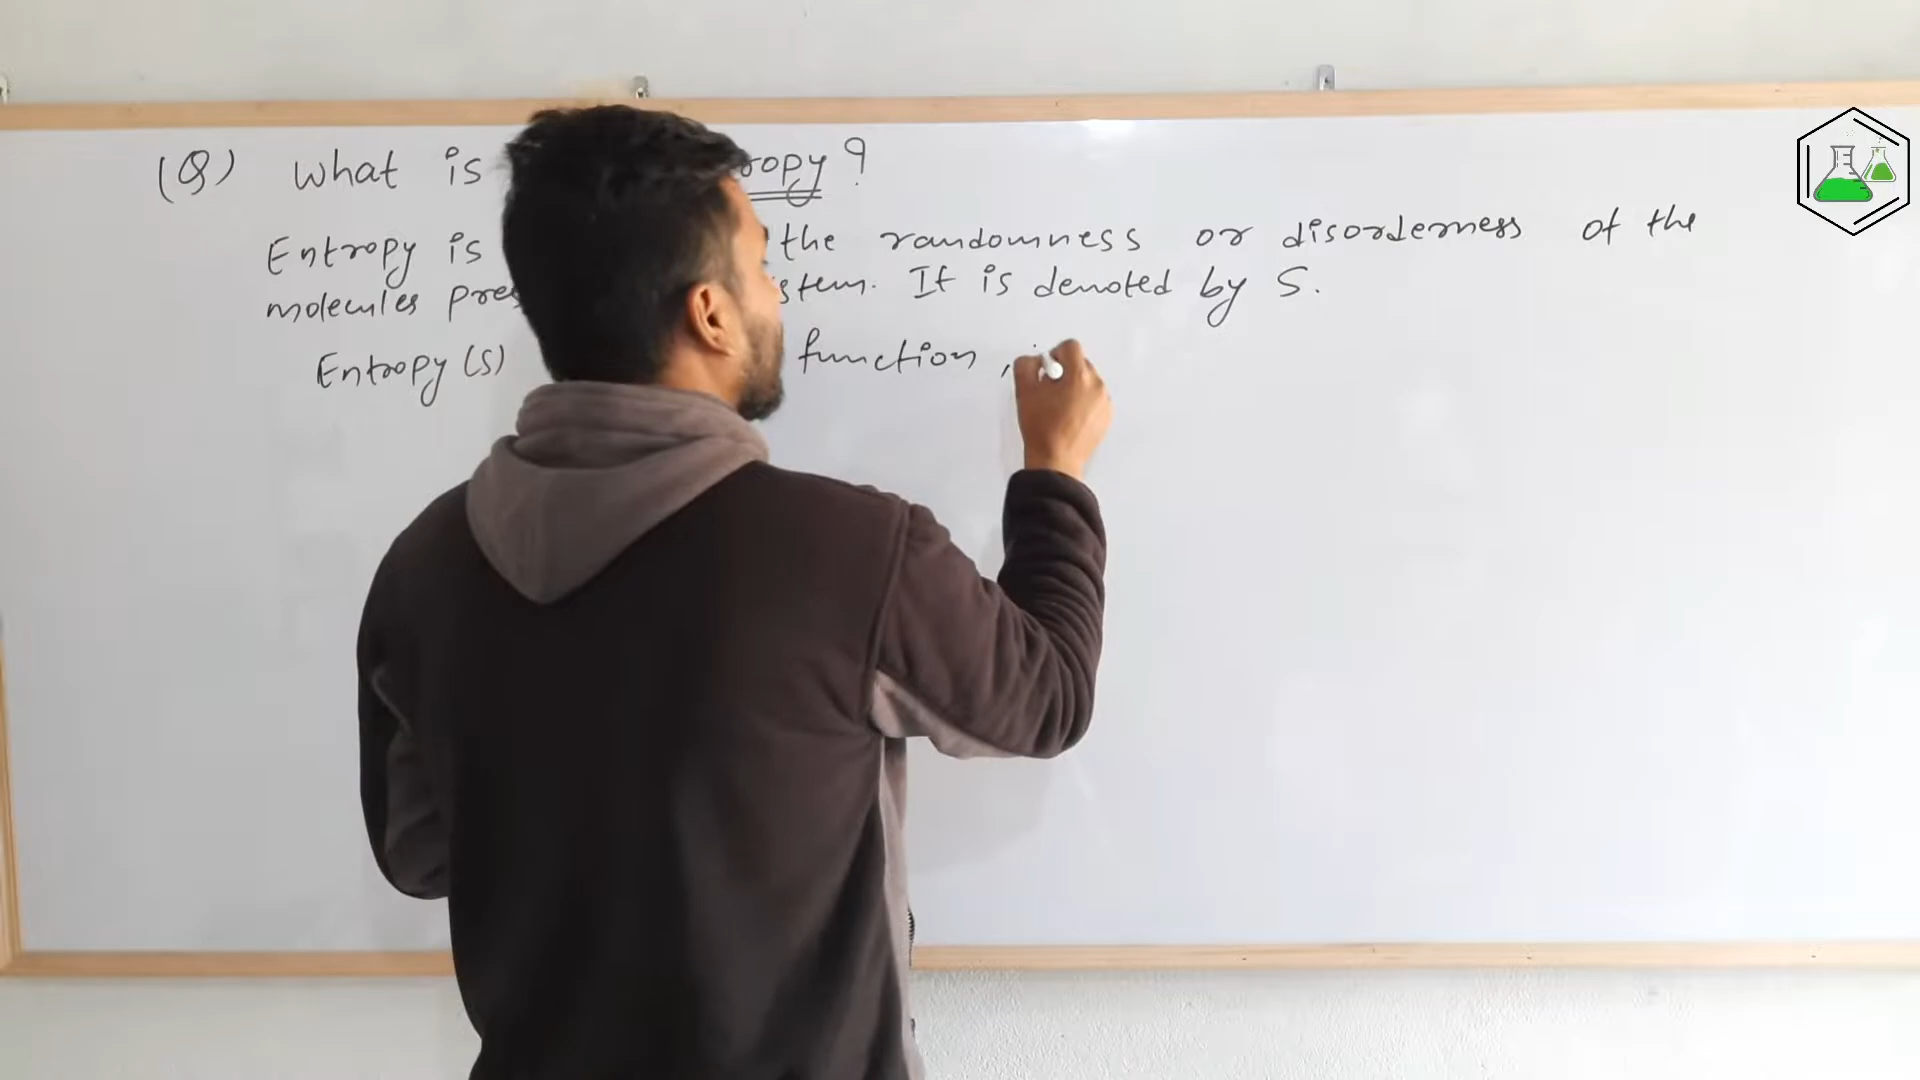 (Q) What is ropy?
Entropy is the randomness or disorderness of the
molecules pres stem. It is denoted by S.
Entropy (S) function,